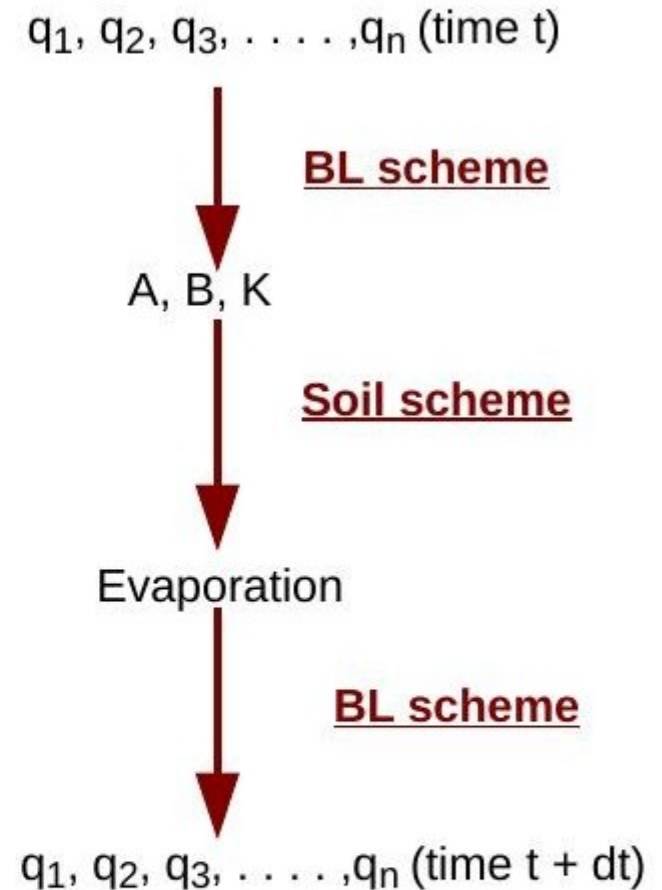 q₁, q₂, q₃, . . . . ,qₙ (time t)
BL scheme
A, B, K
Soil scheme
Evaporation
BL scheme
q₁, q₂, q₃, . . . . ,qₙ (time t + dt)